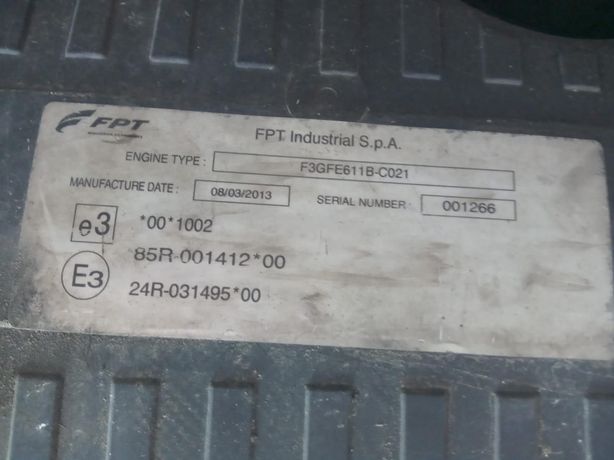 FPT
FPT Industrial S.p.A.
ENGINE TYPE : F3GFE611B-C021
MANUFACTURE DATE : 08/03/2013 SERIAL NUMBER : 001266
e3 *00*1002
85R-001412*00
E3
24R-031495*00